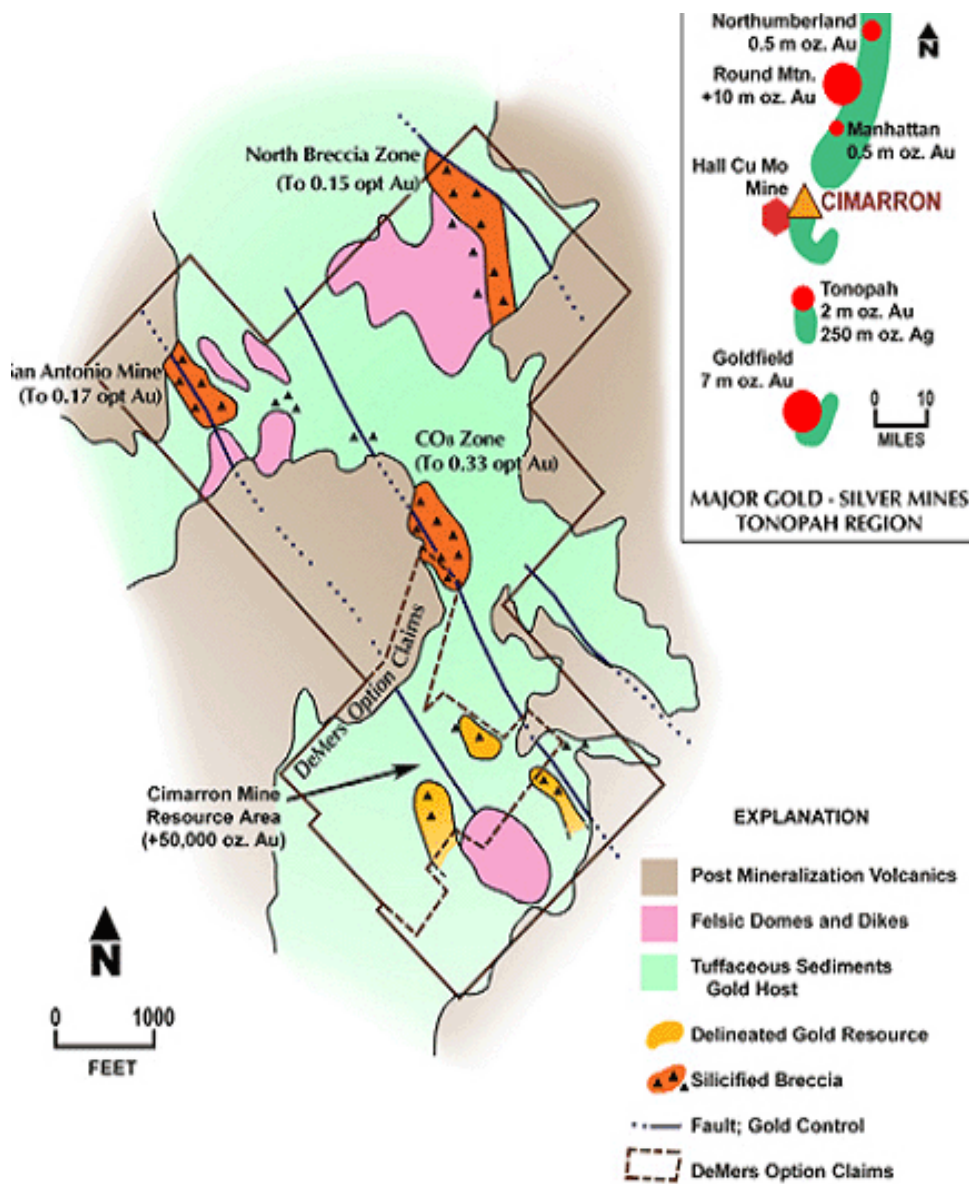 Northumberland
0.5 m oz. Au
N
Round Mtn.
+10 m oz. Au
Manhattan
0.5 m oz. Au
Hall Cu Mo
Mine
CIMARRON
Tonopah
2 m oz. Au
250 m oz. Ag
Goldfield
7 m oz. Au
0 10
MILES
MAJOR GOLD - SILVER MINES
TONOPAH REGION
North Breccia Zone
(To 0.15 opt Au)
an Antonio Mine
(To 0.17 opt Au)
COB Zone
(To 0.33 opt Au)
DeMers Option Claims
Cimarron Mine
Resource Area
(+50,000 oz. Au)
N
0 1000
FEET
EXPLANATION
Post Mineralization Volcanics
Felsic Domes and Dikes
Tuffaceous Sediments
Gold Host
Delineated Gold Resource
Silicified Breccia
Fault; Gold Control
DeMers Option Claims